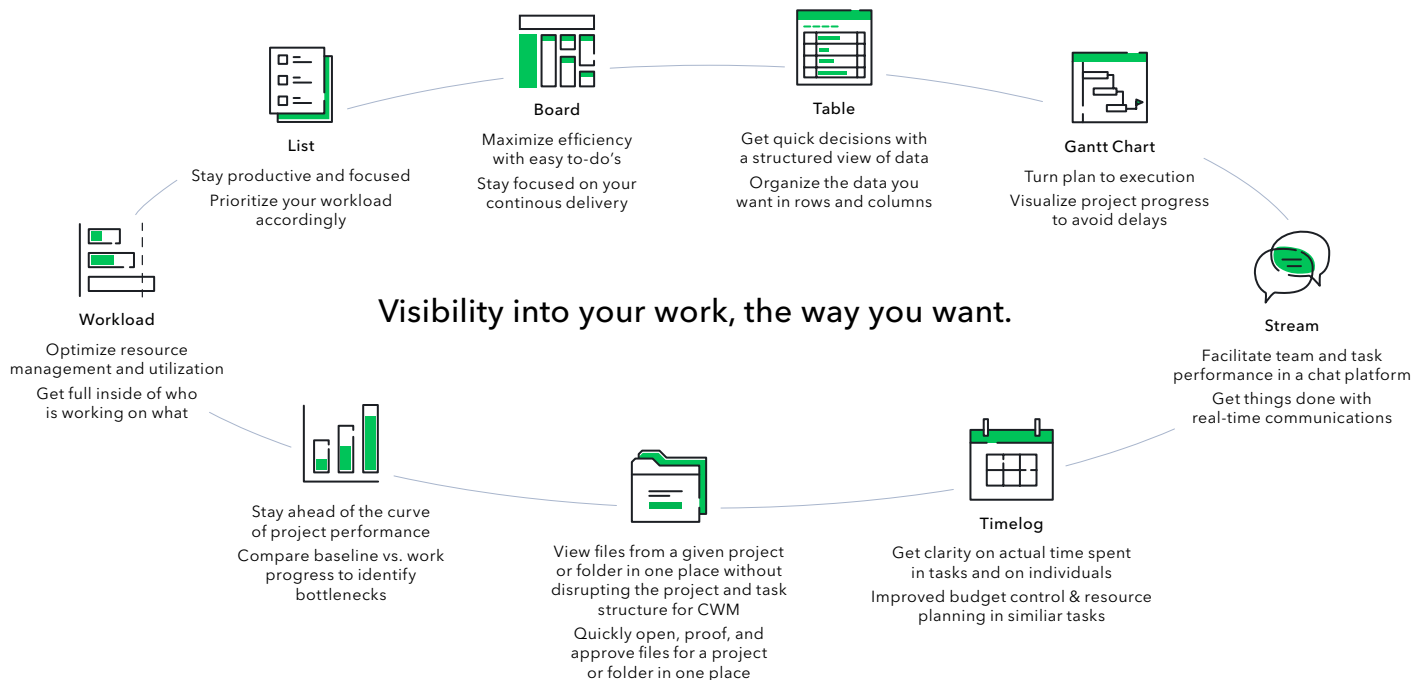 List
Stay productive and focused
Prioritize your workload
accordingly
Board
Maximize efficiency
with easy to-do’s
Stay focused on your
continous delivery
Table
Get quick decisions with
a structured view of data
Organize the data you
want in rows and columns
Gantt Chart
Turn plan to execution
Visualize project progress
to avoid delays
Visibility into your work, the way you want.
Workload
Optimize resource
management and utilization
Get full inside of who
is working on what
Stream
Facilitate team and task
performance in a chat platform
Get things done with
real-time communications
Stay ahead of the curve
of project performance
Compare baseline vs. work
progress to identify
bottlenecks
View files from a given project
or folder in one place without
disrupting the project and task
structure for CWM
Quickly open, proof, and
approve files for a project
or folder in one place
Timelog
Get clarity on actual time spent
in tasks and on individuals
Improved budget control & resource
planning in similiar tasks